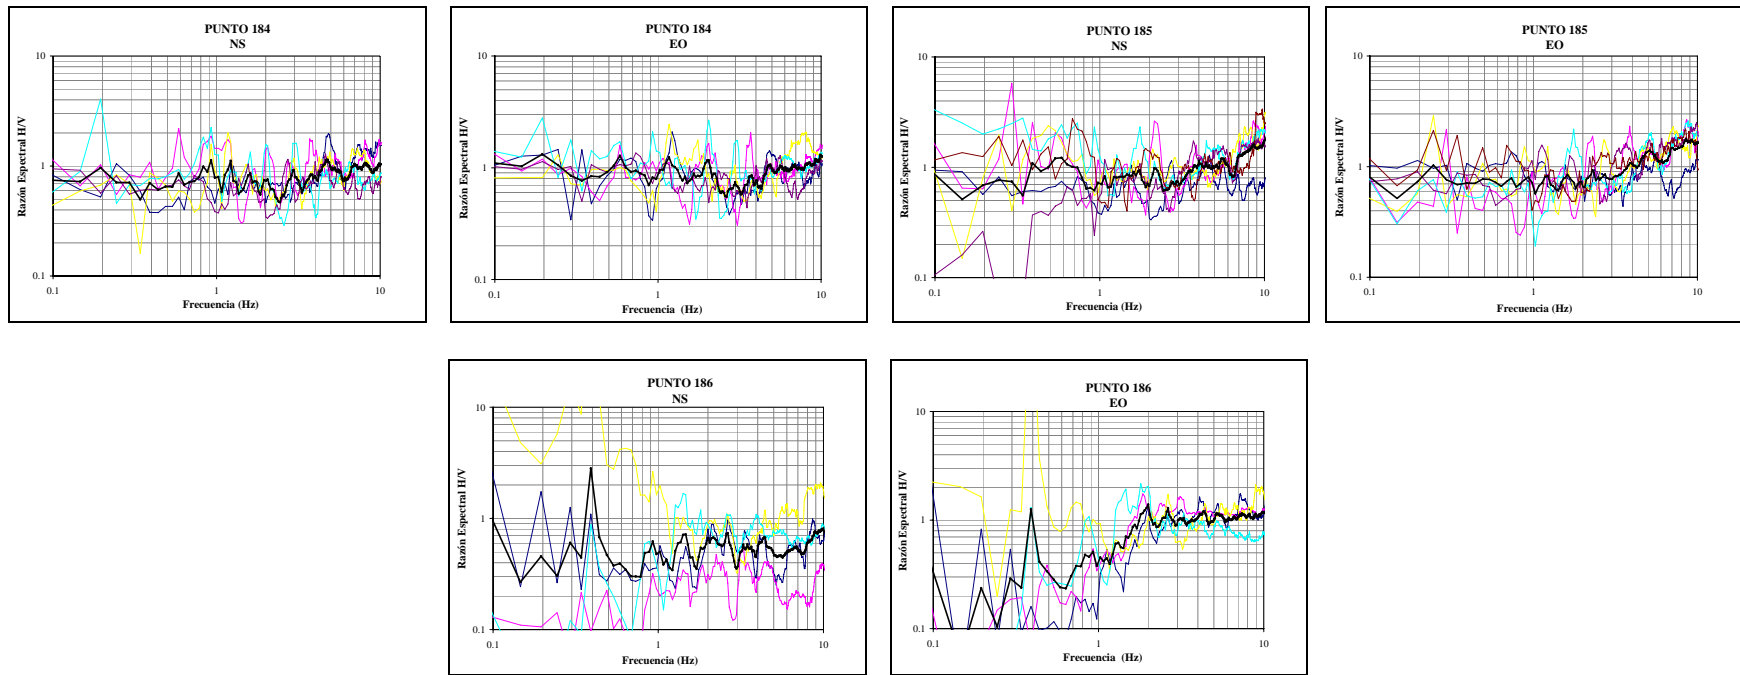 PUNTO 184
NS
10
1
0.1
0.1
1
10
Razón Espectral H/V
Frecuencia (Hz)
PUNTO 184
EO
10
1
0.1
0.1
1
10
Razón Espectral H/V
Frecuencia (Hz)
PUNTO 185
NS
10
1
0.1
0.1
1
10
Razón Espectral H/V
Frecuencia (Hz)
PUNTO 185
EO
10
1
0.1
0.1
1
10
Razón Espectral H/V
Frecuencia (Hz)
PUNTO 186
NS
10
1
0.1
0.1
1
10
Razón Espectral H/V
Frecuencia (Hz)
PUNTO 186
EO
10
1
0.1
0.1
1
10
Razón Espectral H/V
Frecuencia (Hz)